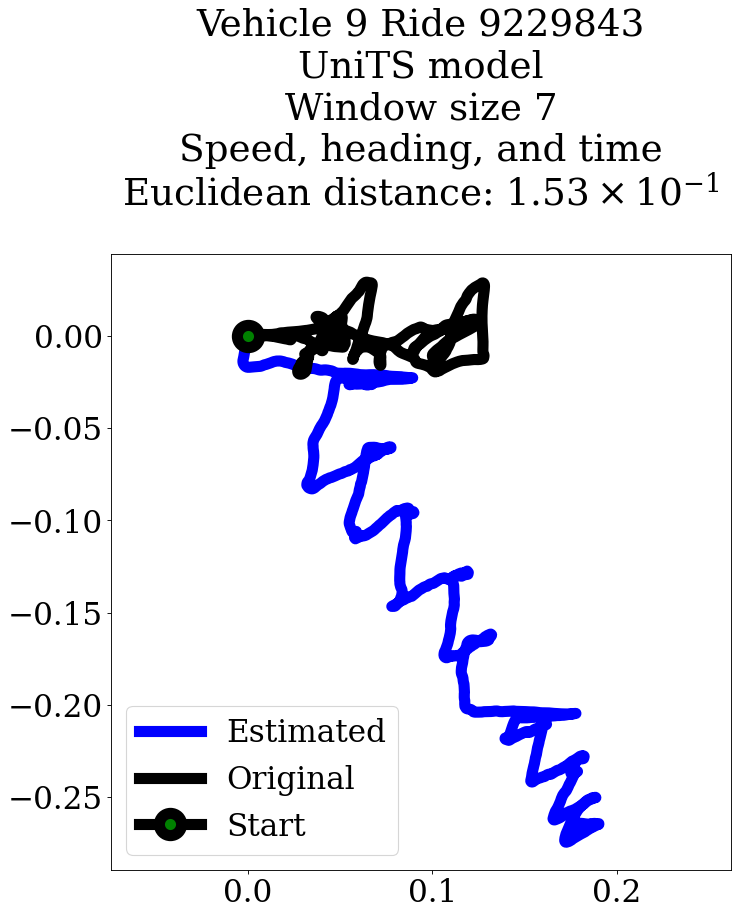 Vehicle 9 Ride 9229843
UniTS model
Window size 7
Speed, heading, and time
Euclidean distance: $1.53 \times 10^{-1}$
0.00
−0.05
−0.10
−0.15
−0.20
−0.25
Estimated
Original
Start
0.0 0.1 0.2